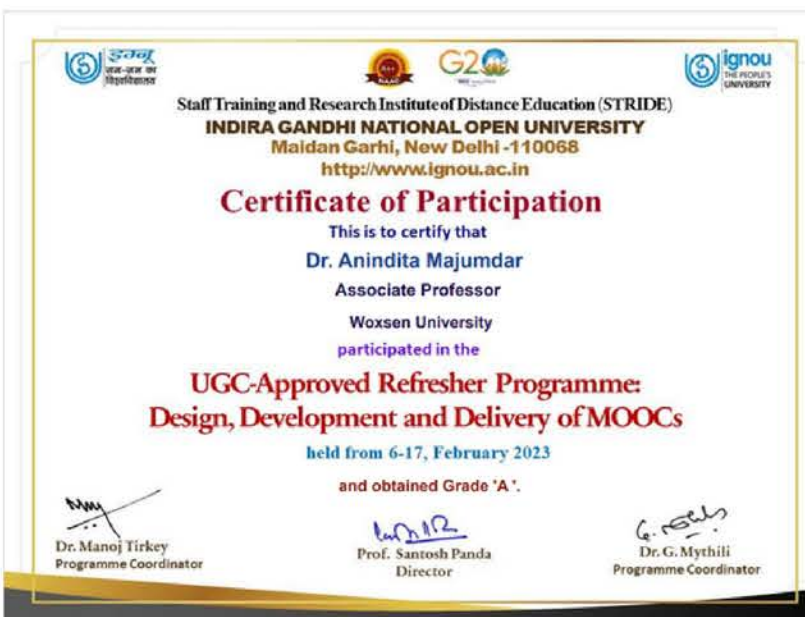 इग्नू
जन-जन का
विश्वविद्यालय
NAAC
G20
ignou
THE PEOPLE'S
UNIVERSITY
Staff Training and Research Institute of Distance Education (STRIDE)
INDIRA GANDHI NATIONAL OPEN UNIVERSITY
Maidan Garhi, New Delhi -110068
http://www.ignou.ac.in
Certificate of Participation
This is to certify that
Dr. Anindita Majumdar
Associate Professor
Woxsen University
participated in the
UGC-Approved Refresher Programme:
Design, Development and Delivery of MOOCs
held from 6-17, February 2023
and obtained Grade 'A'.
Dr. Manoj Tirkey
Programme Coordinator
Prof. Santosh Panda
Director
Dr. G. Mythili
Programme Coordinator